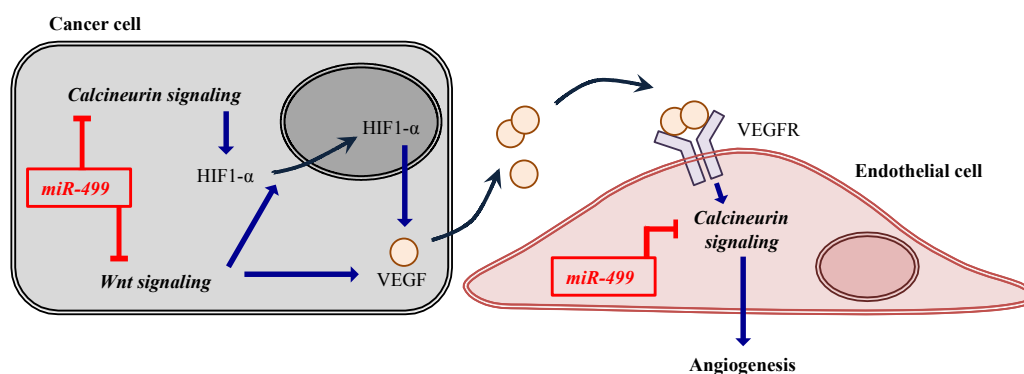 Cancer cell
Calcineurin signaling
HIF1-α
HIF1-α
miR-499
Wnt signaling
VEGF
VEGFR
Endothelial cell
Calcineurin
signaling
miR-499
Angiogenesis